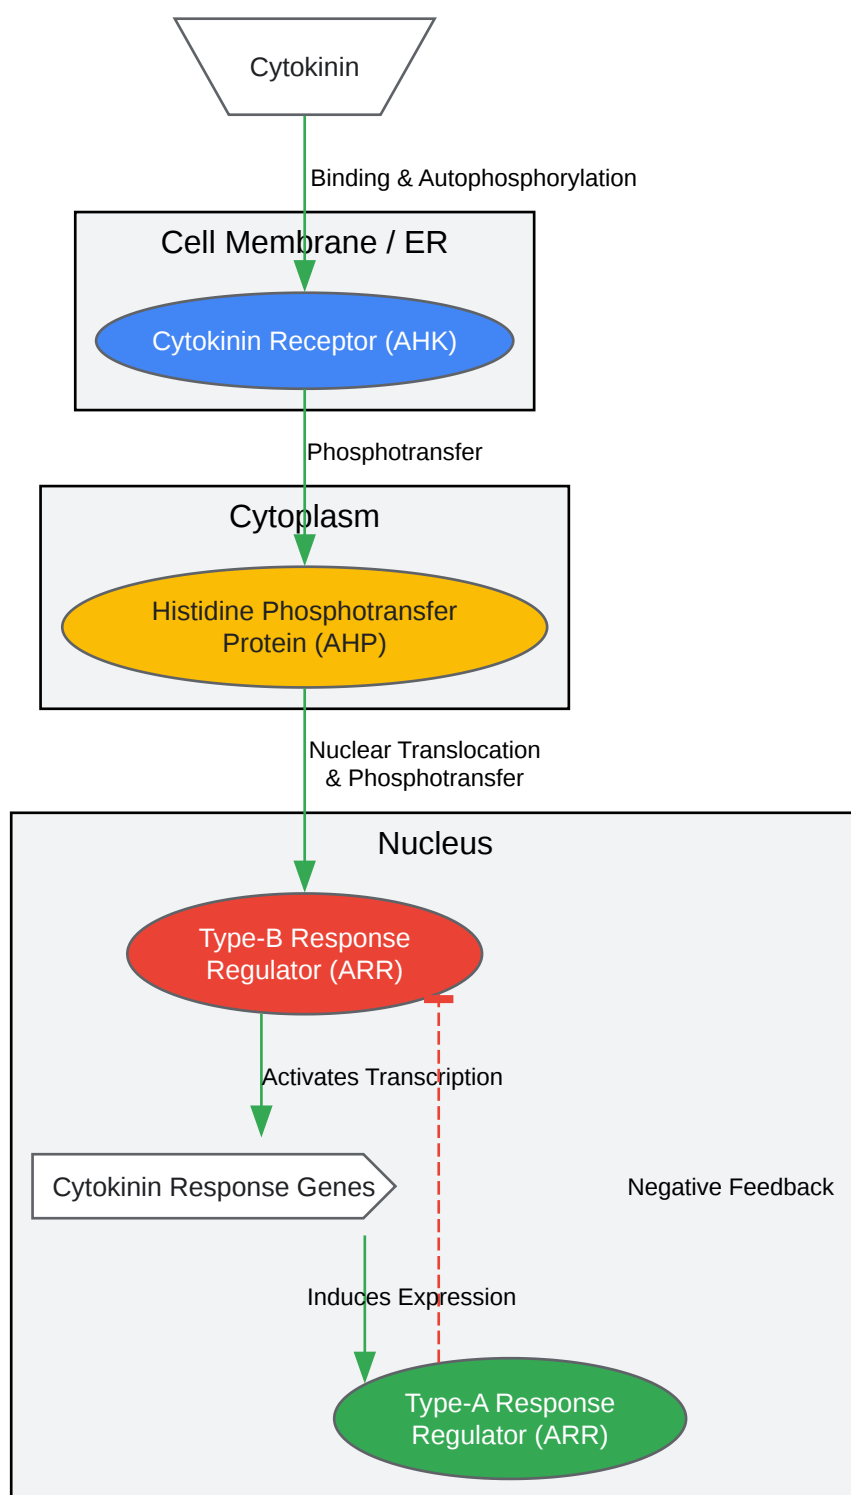 Cytokinin
Binding & Autophosphorylation
Cell Membrane / ER
Cytokinin Receptor (AHK)
Phosphotransfer
Cytoplasm
Histidine Phosphotransfer
Protein (AHP)
Nuclear Translocation
& Phosphotransfer
Nucleus
Type-B Response
Regulator (ARR)
Activates Transcription
Cytokinin Response Genes
Negative Feedback
Induces Expression
Type-A Response
Regulator (ARR)